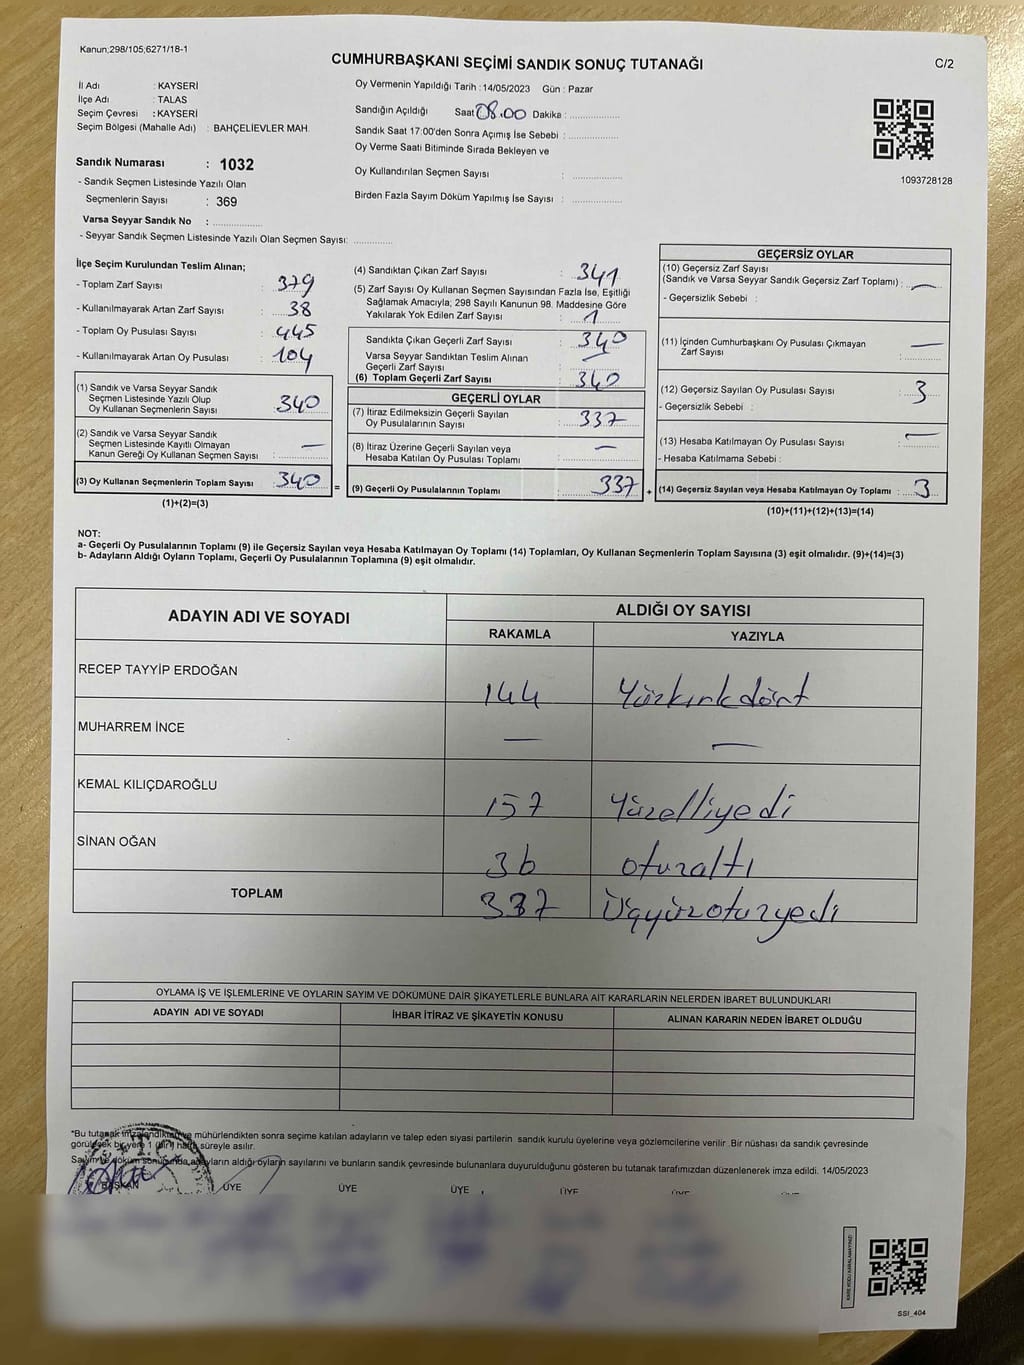 Kanun;298/105;6271/18-1
CUMHURBAŞKANI SEÇİMİ SANDIK SONUÇ TUTANAĞI
C/2
İl Adı : KAYSERİ
İlçe Adı : TALAS
Seçim Çevresi : KAYSERİ
Seçim Bölgesi (Mahalle Adı) : BAHÇELİEVLER MAH.
Oy Vermenin Yapıldığı Tarih : 14/05/2023 Gün : Pazar
Sandığın Açıldığı Saat 08.00 Dakika :
Sandık Saat 17:00'den Sonra Açımış İse Sebebi :
Oy Verme Saati Bitiminde Sırada Bekleyen ve
Oy Kullandırılan Seçmen Sayısı :
Birden Fazla Sayım Döküm Yapılmış İse Sayısı :
1093728128
Sandık Numarası : 1032
- Sandık Seçmen Listesinde Yazılı Olan
Seçmenlerin Sayısı : 369
Varsa Seyyar Sandık No :
- Seyyar Sandık Seçmen Listesinde Yazılı Olan Seçmen Sayısı:
İlçe Seçim Kurulundan Teslim Alınan;
- Toplam Zarf Sayısı : 379
- Kullanılmayarak Artan Zarf Sayısı : 38
- Toplam Oy Pusulası Sayısı : 445
- Kullanılmayarak Artan Oy Pusulası : 104
(1) Sandık ve Varsa Seyyar Sandık
Seçmen Listesinde Yazılı Olup
Oy Kullanan Seçmenlerin Sayısı : 340
(2) Sandık ve Varsa Seyyar Sandık
Seçmen Listesinde Kayıtlı Olmayan
Kanun Gereği Oy Kullanan Seçmen Sayısı : —
(3) Oy Kullanan Seçmenlerin Toplam Sayısı : 340 =
(1)+(2)=(3)
(4) Sandıktan Çıkan Zarf Sayısı : 341
(5) Zarf Sayısı Oy Kullanan Seçmen Sayısından Fazla İse, Eşitliği
Sağlamak Amacıyla; 298 Sayılı Kanunun 98. Maddesine Göre
Yakılarak Yok Edilen Zarf Sayısı : 1
Sandıkta Çıkan Geçerli Zarf Sayısı : 340
Varsa Seyyar Sandıktan Teslim Alınan
Geçerli Zarf Sayısı : —
(6) Toplam Geçerli Zarf Sayısı : 340
GEÇERLİ OYLAR
(7) İtiraz Edilmeksizin Geçerli Sayılan
Oy Pusulalarının Sayısı : 337
(8) İtiraz Üzerine Geçerli Sayılan veya
Hesaba Katılan Oy Pusulası Toplamı : —
(9) Geçerli Oy Pusulalarının Toplamı : 337 +
GEÇERSİZ OYLAR
(10) Geçersiz Zarf Sayısı
(Sandık ve Varsa Seyyar Sandık Geçersiz Zarf Toplamı) : —
- Geçersizlik Sebebi :
(11) İçinden Cumhurbaşkanı Oy Pusulası Çıkmayan
Zarf Sayısı : —
(12) Geçersiz Sayılan Oy Pusulası Sayısı : 3
- Geçersizlik Sebebi :
(13) Hesaba Katılmayan Oy Pusulası Sayısı : —
- Hesaba Katılmama Sebebi :
(14) Geçersiz Sayılan veya Hesaba Katılmayan Oy Toplamı : 3
(10)+(11)+(12)+(13)=(14)
NOT:
a- Geçerli Oy Pusulalarının Toplamı (9) ile Geçersiz Sayılan veya Hesaba Katılmayan Oy Toplamı (14) Toplamları, Oy Kullanan Seçmenlerin Toplam Sayısına (3) eşit olmalıdır. (9)+(14)=(3)
b- Adayların Aldığı Oyların Toplamı, Geçerli Oy Pusulalarının Toplamına (9) eşit olmalıdır.
ADAYIN ADI VE SOYADI
ALDIĞI OY SAYISI
RAKAMLA YAZIYLA
RECEP TAYYİP ERDOĞAN 144 Yüzkırkdört
MUHARREM İNCE — —
KEMAL KILIÇDAROĞLU 157 Yüzelliyedi
SİNAN OĞAN 36 otuzaltı
TOPLAM 337 Üçyüzotuzyedi
OYLAMA İŞ VE İŞLEMLERİNE VE OYLARIN SAYIM VE DÖKÜMÜNE DAİR ŞİKAYETLERLE BUNLARA AİT KARARLARIN NELERDEN İBARET BULUNDUKLARI
ADAYIN ADI VE SOYADI İHBAR İTİRAZ VE ŞİKAYETİN KONUSU ALINAN KARARIN NEDEN İBARET OLDUĞU
*Bu tutanak imzalandıktan ve mühürlendikten sonra seçime katılan adayların ve talep eden siyasi partilerin sandık kurulu üyelerine veya gözlemcilerine verilir. Bir nüshası da sandık çevresinde
görülecek bir yere 1 (bir) hafta süreyle asılır.
Sayım ve döküm sonucunda adayların aldığı oyların sayılarını ve bunların sandık çevresinde bulunanlara duyurulduğunu gösteren bu tutanak tarafımızdan düzenlenerek imza edildi. 14/05/2023
BAŞKAN ÜYE ÜYE ÜYE ÜYE ÜYE ÜYE
KARE KODU KARALAMAYINIZ!
SSI_404